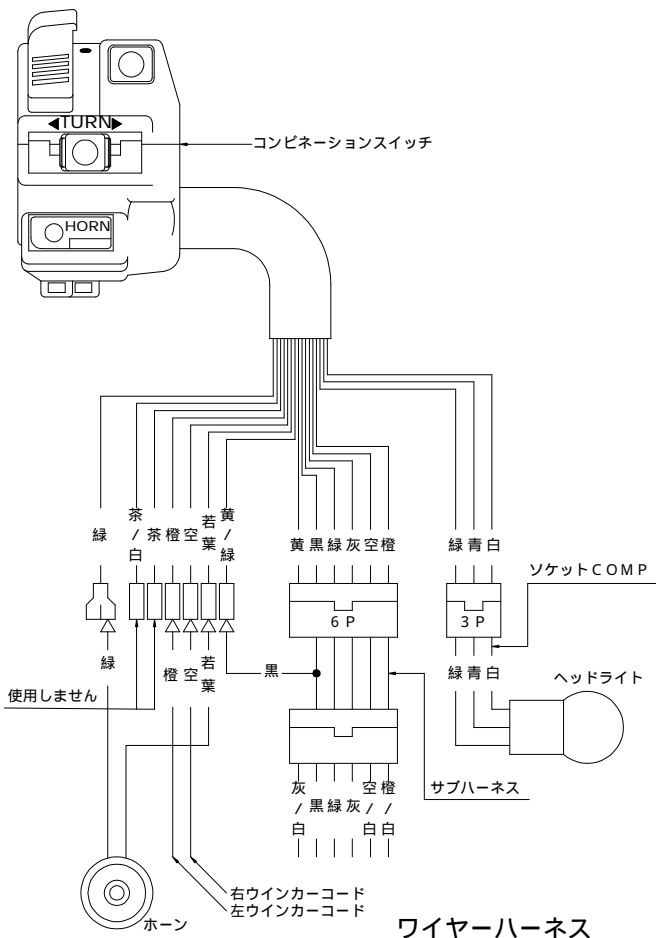 ◀TURN▶
コンビネーションスイッチ
HORN
緑 茶/白 茶 橙 空 若葉 黄/緑 黄 黒 緑 灰 空 橙 緑 青 白
ソケットCOMP
6P 3P
緑 橙 空 若葉 黒 緑 青 白
ヘッドライト
使用しません
サブハーネス
灰/白 黒 緑 灰 空/白 橙/白
右ウインカーコード
左ウインカーコード
ホーン
ワイヤーハーネス